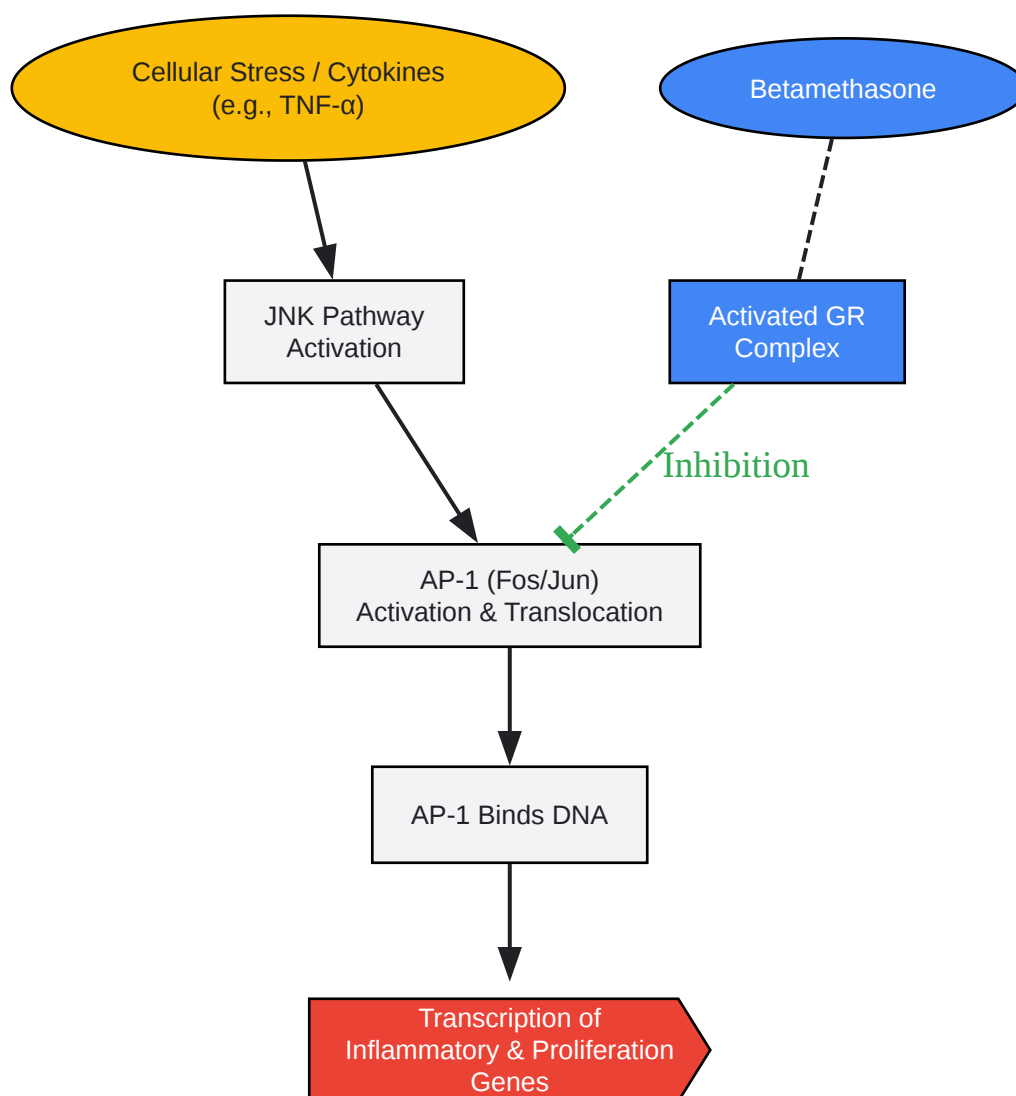 Cellular Stress / Cytokines
(e.g., TNF-α)
Betamethasone
JNK Pathway
Activation
Activated GR
Complex
Inhibition
AP-1 (Fos/Jun)
Activation & Translocation
AP-1 Binds DNA
Transcription of
Inflammatory & Proliferation
Genes